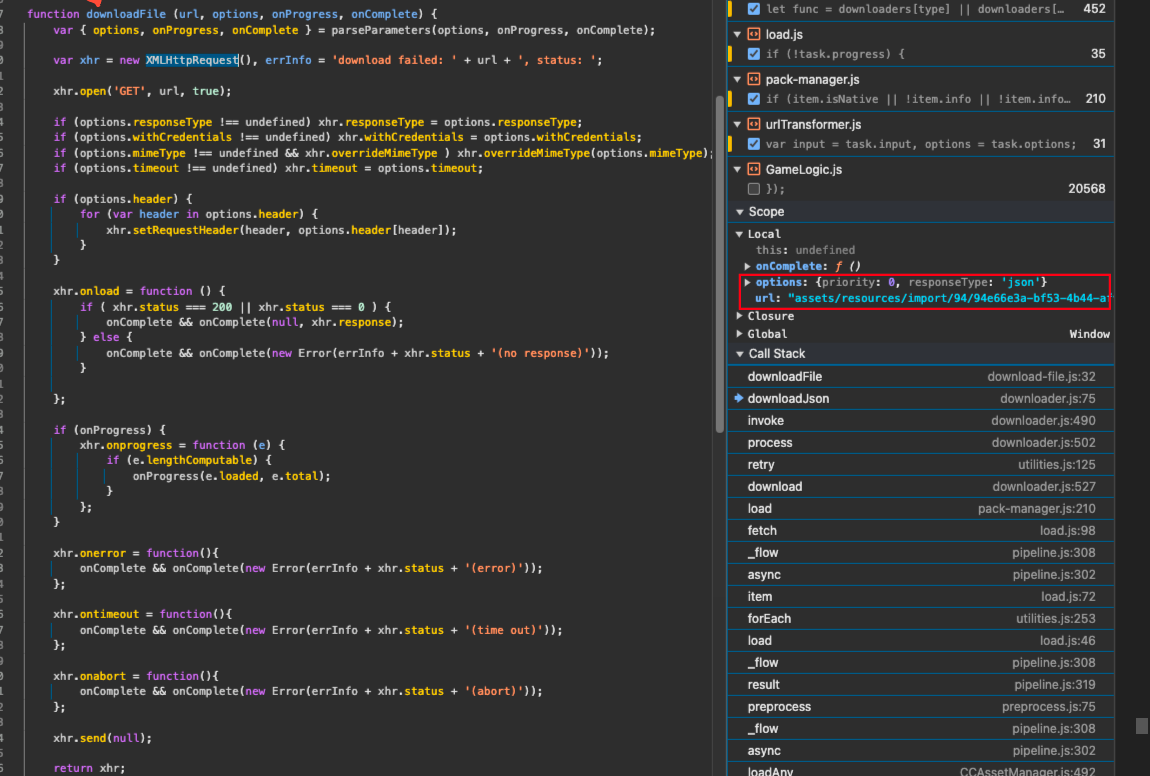 function downloadFile (url, options, onProgress, onComplete) {
var { options, onProgress, onComplete } = parseParameters(options, onProgress, onComplete);
var xhr = new XMLHttpRequest(), errInfo = 'download failed: ' + url + ', status: ';
xhr.open('GET', url, true);
if (options.responseType !== undefined) xhr.responseType = options.responseType;
if (options.withCredentials !== undefined) xhr.withCredentials = options.withCredentials;
if (options.mimeType !== undefined && xhr.overrideMimeType ) xhr.overrideMimeType(options.mimeType);
if (options.timeout !== undefined) xhr.timeout = options.timeout;
if (options.header) {
for (var header in options.header) {
xhr.setRequestHeader(header, options.header[header]);
}
}
xhr.onload = function () {
if ( xhr.status === 200 || xhr.status === 0 ) {
onComplete && onComplete(null, xhr.response);
} else {
onComplete && onComplete(new Error(errInfo + xhr.status + '(no response)'));
}
};
if (onProgress) {
xhr.onprogress = function (e) {
if (e.lengthComputable) {
onProgress(e.loaded, e.total);
}
};
}
xhr.onerror = function(){
onComplete && onComplete(new Error(errInfo + xhr.status + '(error)'));
};
xhr.ontimeout = function(){
onComplete && onComplete(new Error(errInfo + xhr.status + '(time out)'));
};
xhr.onabort = function(){
onComplete && onComplete(new Error(errInfo + xhr.status + '(abort)'));
};
xhr.send(null);
return xhr;
let func = downloaders[type] || downloaders[… 452
load.js
if (!task.progress) { 35
pack-manager.js
if (item.isNative || !item.info || !item.info… 210
urlTransformer.js
var input = task.input, options = task.options; 31
GameLogic.js
}); 20568
Scope
Local
this: undefined
onComplete: ƒ ()
options: {priority: 0, responseType: 'json'}
url: "assets/resources/import/94/94e66e3a-bf53-4b44-a
Closure
Global Window
Call Stack
downloadFile download-file.js:32
downloadJson downloader.js:75
invoke downloader.js:490
process downloader.js:502
retry utilities.js:125
download downloader.js:527
load pack-manager.js:210
fetch load.js:98
_flow pipeline.js:308
async pipeline.js:302
item load.js:72
forEach utilities.js:253
load load.js:46
_flow pipeline.js:308
result pipeline.js:319
preprocess preprocess.js:75
_flow pipeline.js:308
async pipeline.js:302
loadAny CCAssetManager.js:492